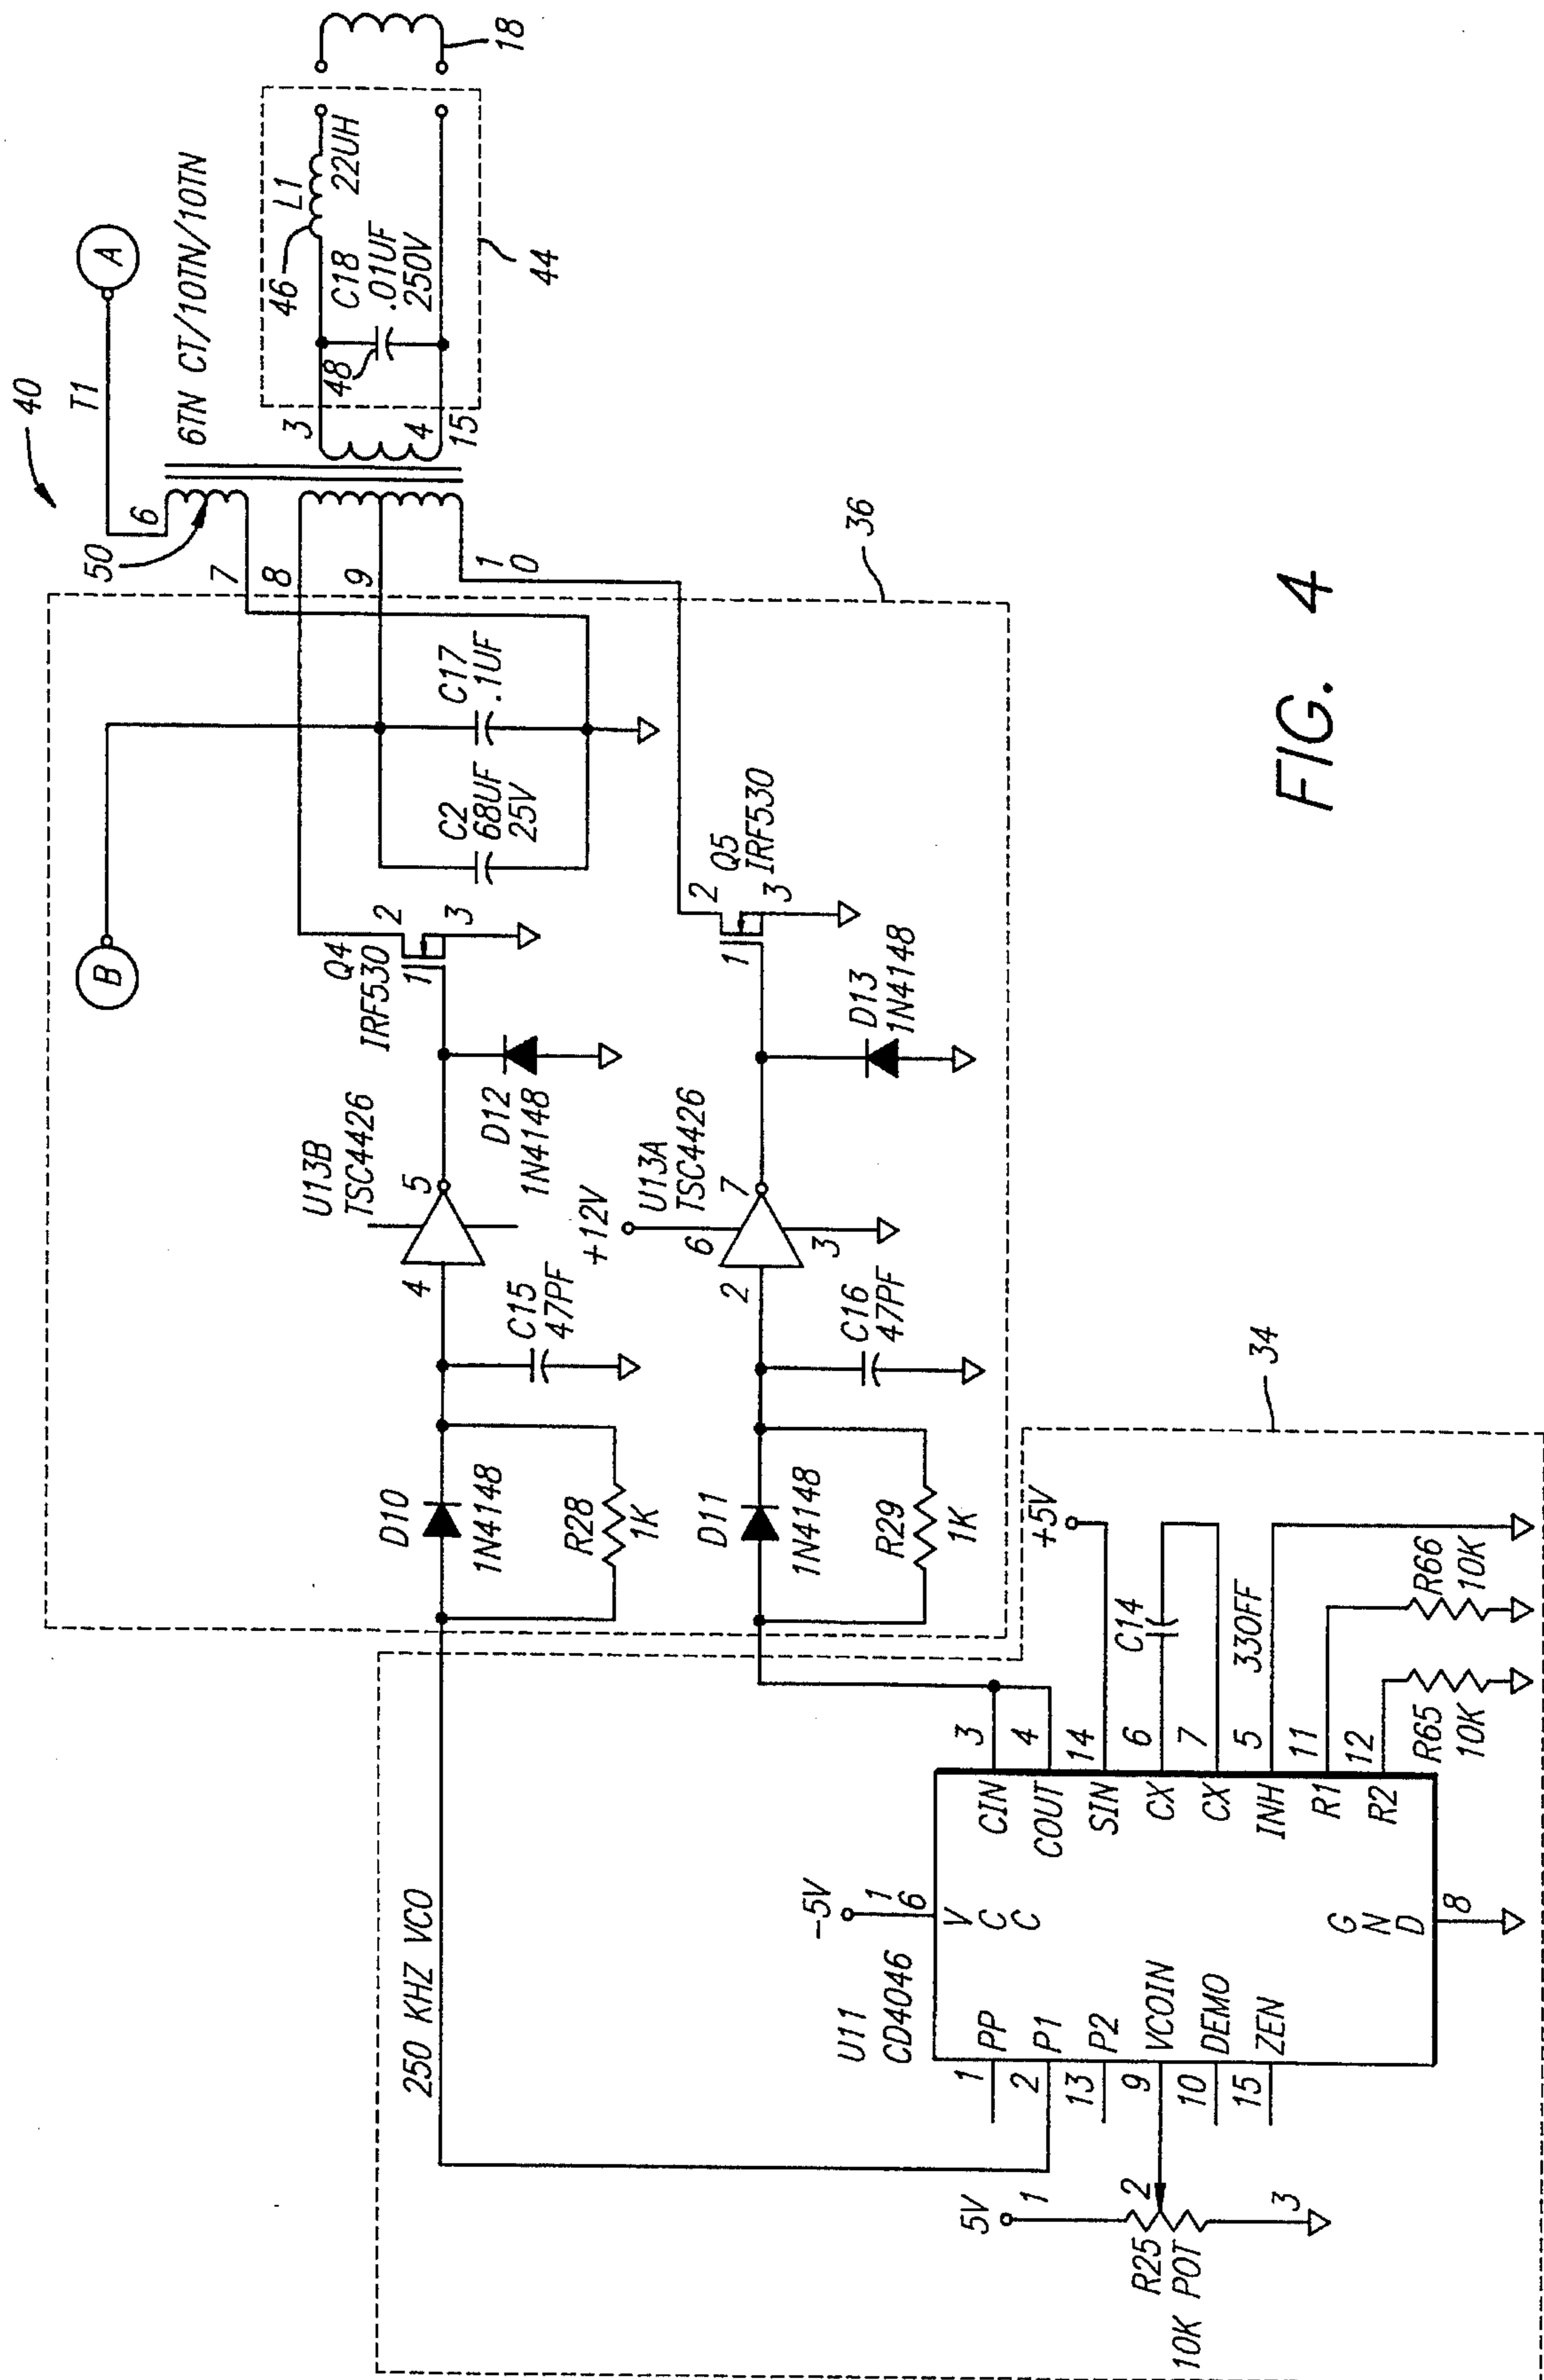 40
T1
A
6TN CT/10TN/10TN
50
6
7
8
9
1
0
3
4
15
46
L1
22UH
48
C18
.01UF
250V
44
18
B
36
C2
68UF
25V
C17
.1UF
Q4
IRF530
1
2
3
U13B
TSC4426
4
5
D12
1N4148
C15
47PF
D10
1N4148
R28
1K
Q5
IRF530
1
2
3
+12V
U13A
TSC4426
6
7
2
3
D13
1N4148
C16
47PF
D11
1N4148
R29
1K
34
250 KHZ VCO
U11
CD4046
-5V
1
6
V
C
C
1 PP
2 P1
13 P2
9 VCOIN
10 DEMO
15 ZEN
CIN 3
COUT 4
SIN 14
CX 6
CX 7
INH 5
R1 11
R2 12
G
N
D
8
+5V
C14
330FF
R66
10K
R65
10K
5V
1
2
3
R25
10K POT
FIG. 4